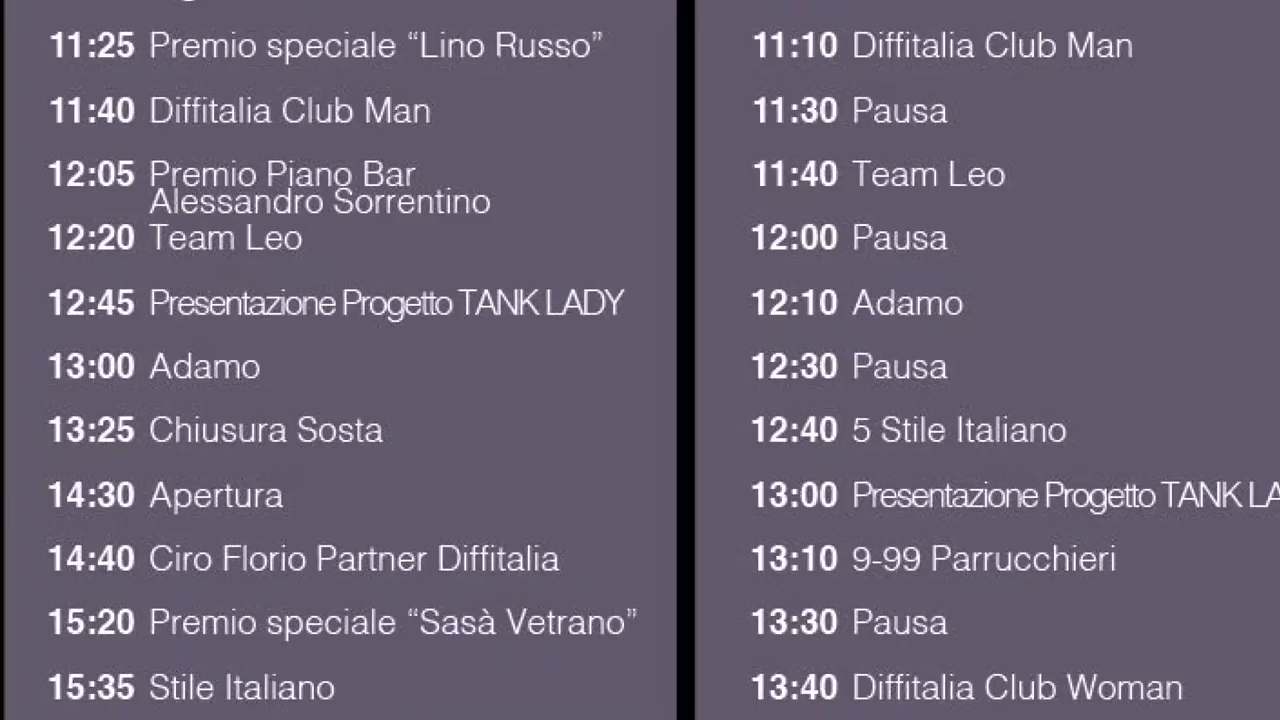 11:25 Premio speciale “Lino Russo”
11:40 Diffitalia Club Man
12:05 Premio Piano Bar
Alessandro Sorrentino
12:20 Team Leo
12:45 Presentazione Progetto TANK LADY
13:00 Adamo
13:25 Chiusura Sosta
14:30 Apertura
14:40 Ciro Florio Partner Diffitalia
15:20 Premio speciale “Sasà Vetrano”
15:35 Stile Italiano
11:10 Diffitalia Club Man
11:30 Pausa
11:40 Team Leo
12:00 Pausa
12:10 Adamo
12:30 Pausa
12:40 5 Stile Italiano
13:00 Presentazione Progetto TANK LA
13:10 9-99 Parrucchieri
13:30 Pausa
13:40 Diffitalia Club Woman